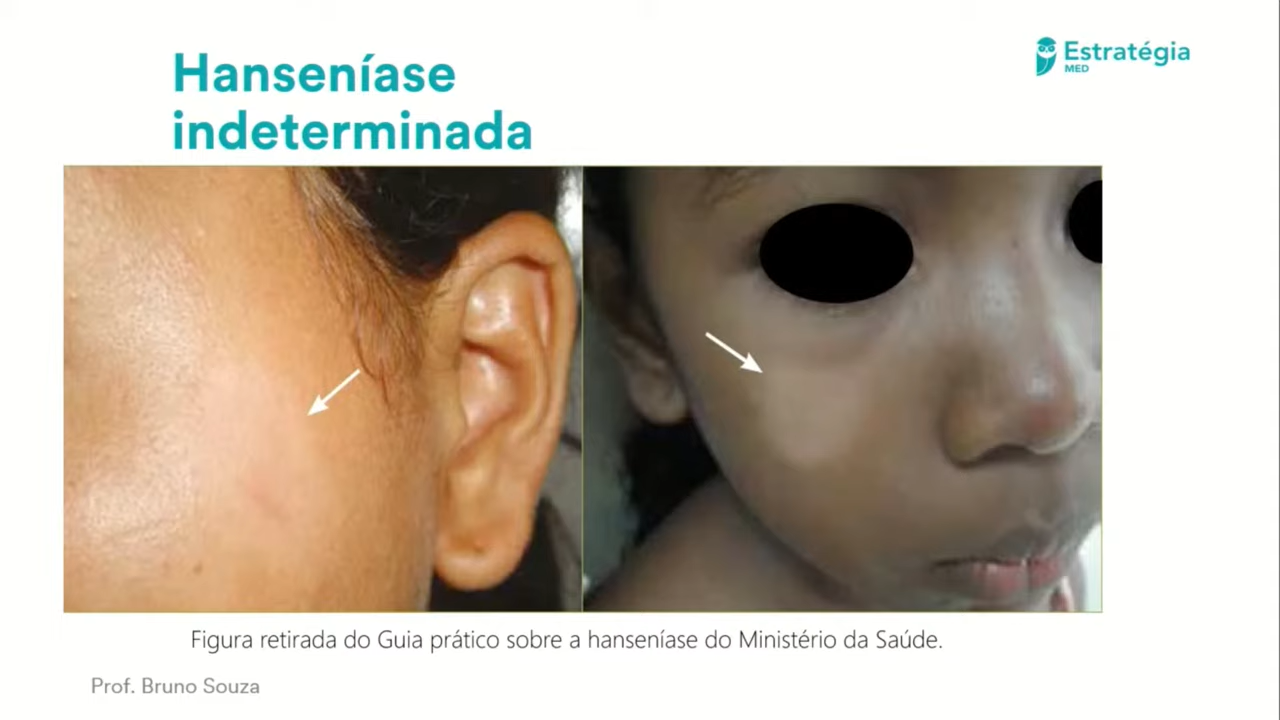 Hanseníase
indeterminada
Estratégia
MED
Figura retirada do Guia prático sobre a hanseníase do Ministério da Saúde.
Prof. Bruno Souza